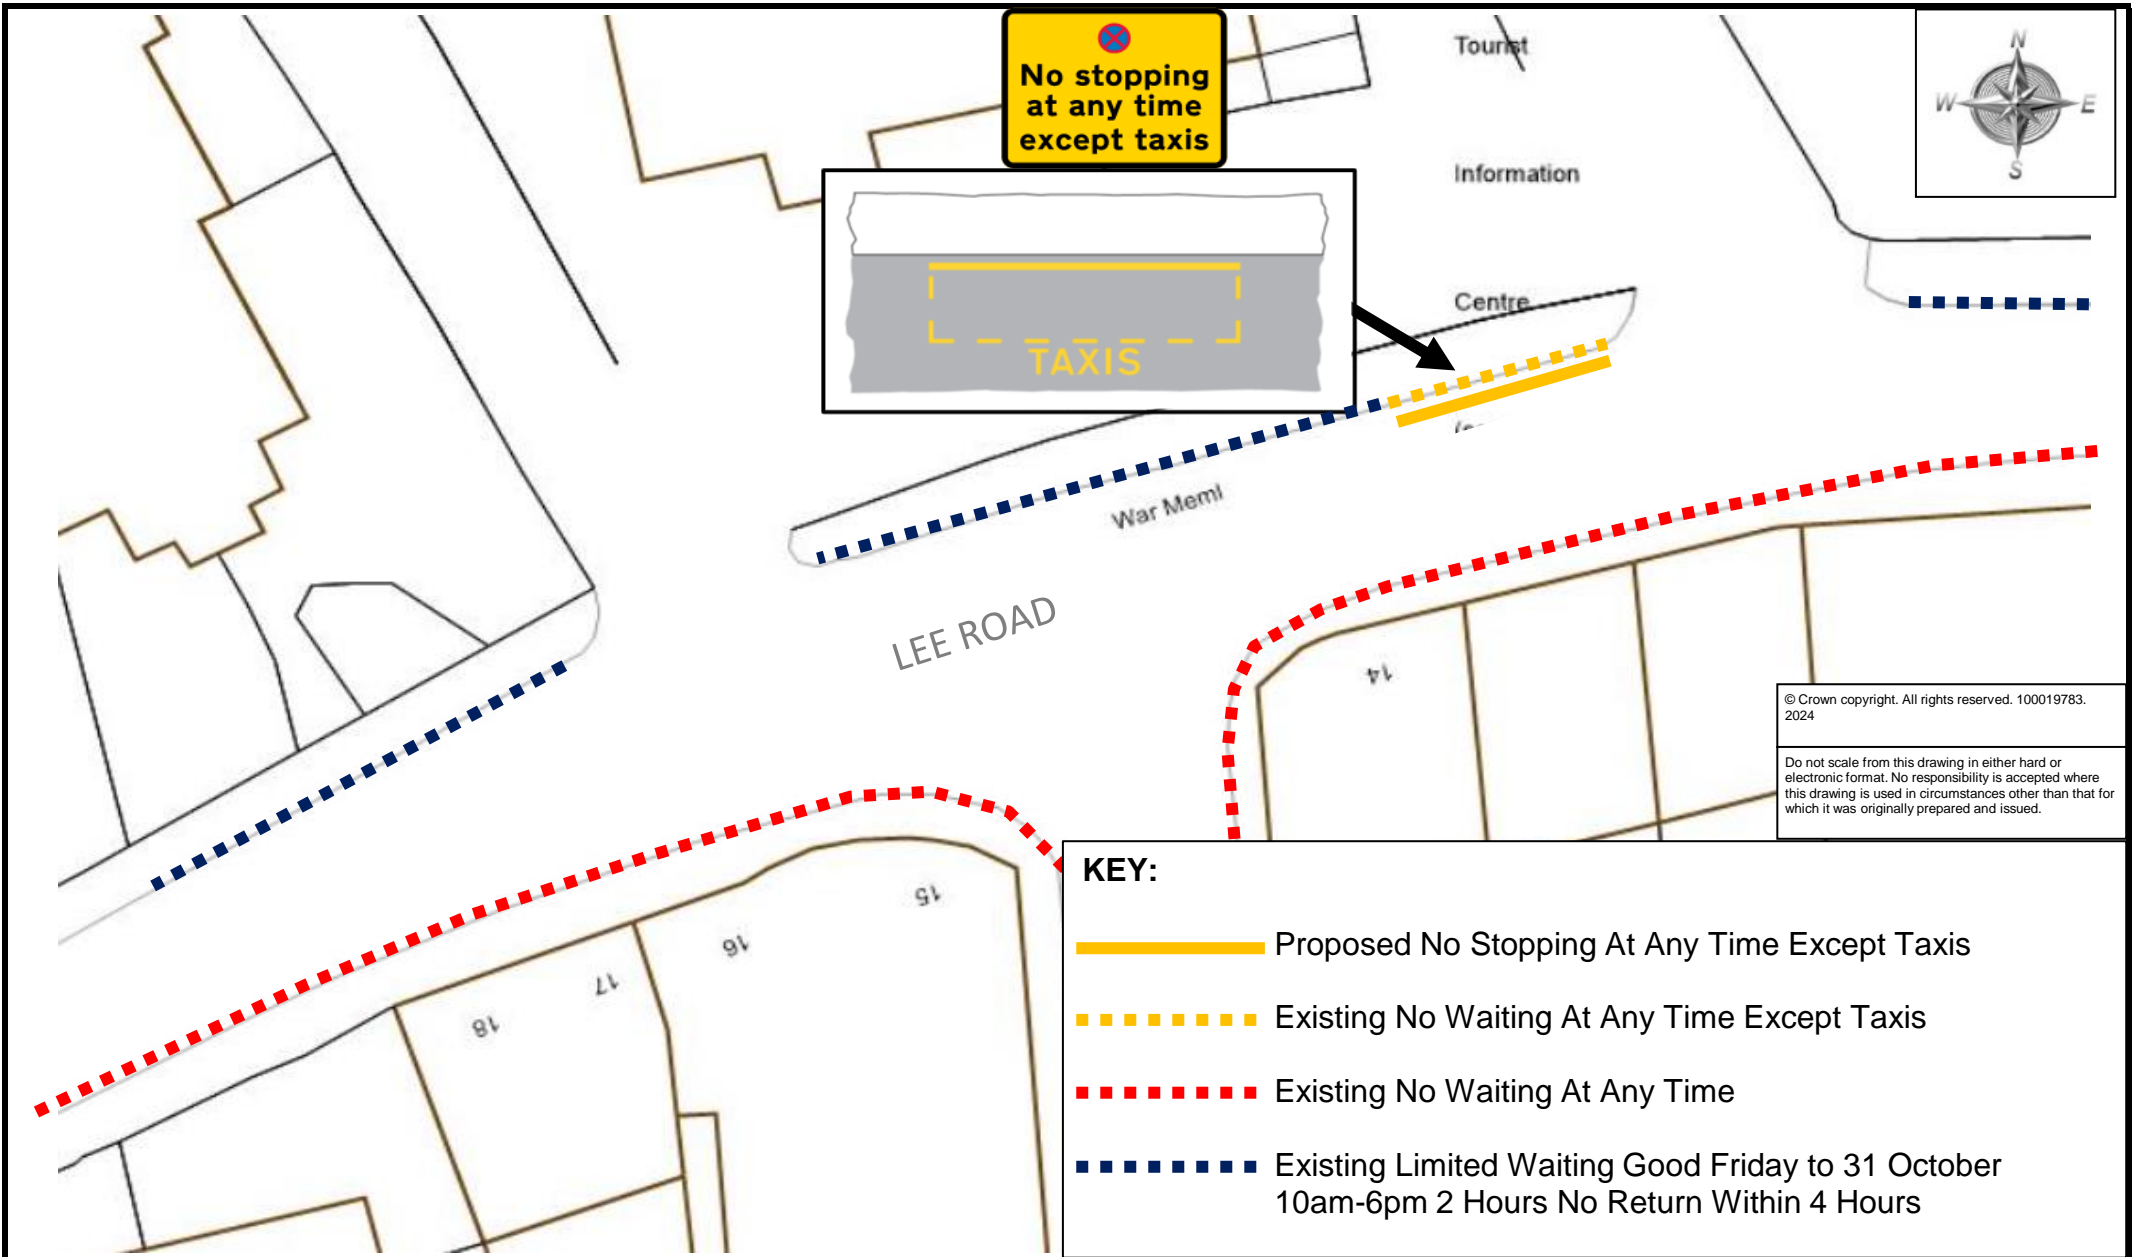 No stopping
at any time
except taxis
Tourist
Information
Centre
N
W
E
S
TAXIS
War Meml
LEE ROAD
14
15
16
17
18
© Crown copyright. All rights reserved. 100019783.
2024
Do not scale from this drawing in either hard or
electronic format. No responsibility is accepted where
this drawing is used in circumstances other than that for
which it was originally prepared and issued.
KEY:
Proposed No Stopping At Any Time Except Taxis
Existing No Waiting At Any Time Except Taxis
Existing No Waiting At Any Time
Existing Limited Waiting Good Friday to 31 October
10am-6pm 2 Hours No Return Within 4 Hours